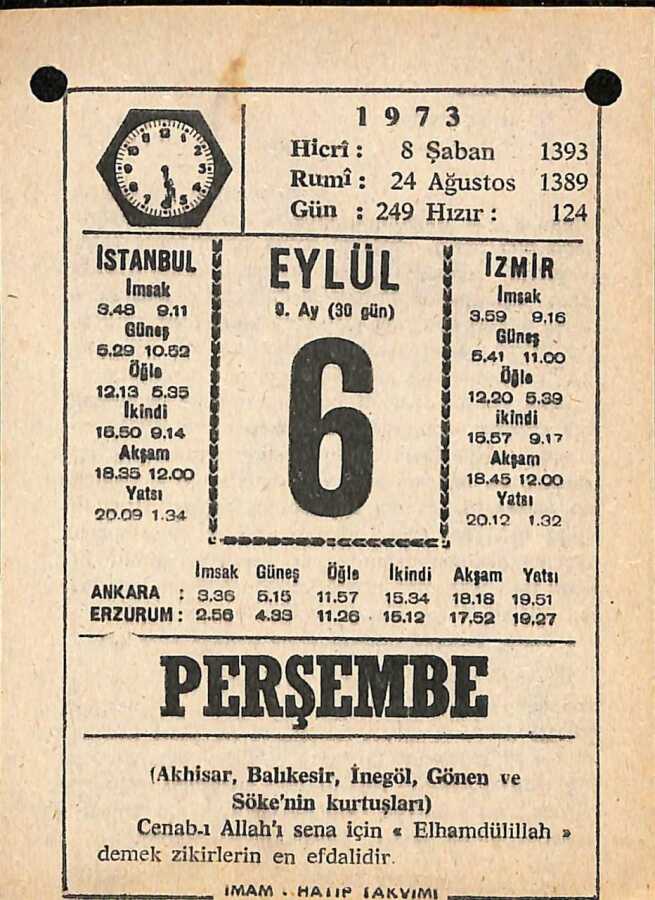 1973
Hicrî : 8 Şaban 1393
Rumî : 24 Ağustos 1389
Gün : 249 Hızır : 124
İSTANBUL
İmsak
3.48 9.11
Güneş
5.29 10.52
Öğle
12.13 5.35
İkindi
16.50 9.14
Akşam
18.35 12.00
Yatsı
20.09 1.34
EYLÜL
9. Ay (30 gün)
6
İZMİR
İmsak
3.59 9.16
Güneş
5.41 11.00
Öğle
12.20 5.39
ikindi
15.57 9.17
Akşam
18.45 12.00
Yatsı
20.12 1.32
İmsak Güneş Öğle İkindi Akşam Yatsı
ANKARA : 3.36 5.15 11.57 15.34 18.18 19.51
ERZURUM : 2.56 4.33 11.26 15.12 17.52 19.27
PERŞEMBE
(Akhisar, Balıkesir, İnegöl, Gönen ve
Söke'nin kurtuşları)
Cenab-ı Allah'ı sena için « Elhamdülillah »
demek zikirlerin en efdalidir.
İMAM - HATİP TAKVİMİ